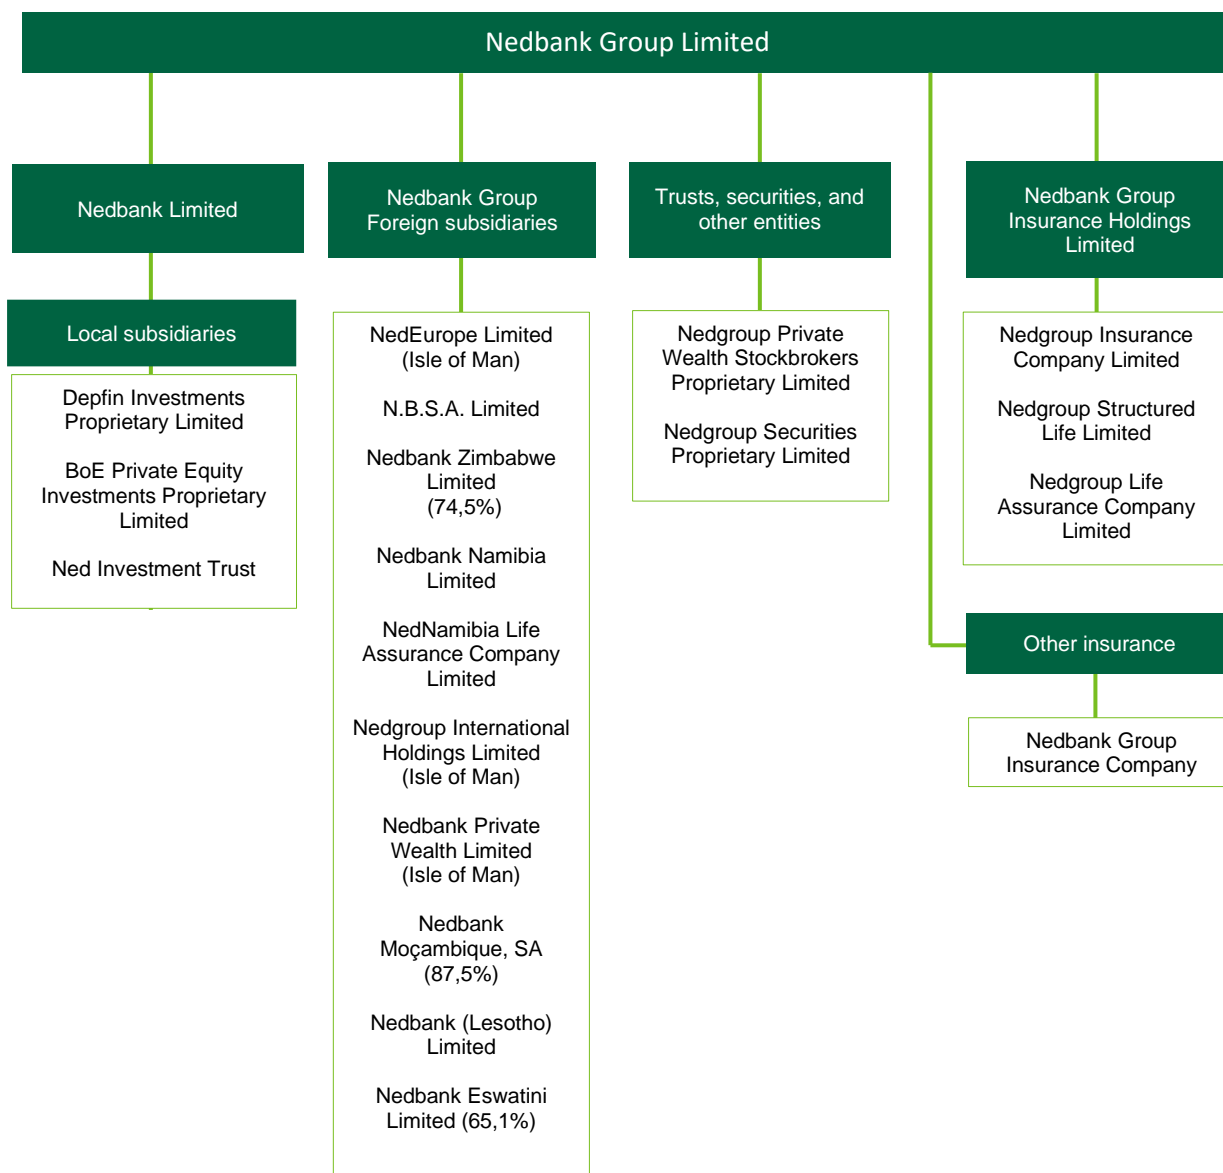 Nedbank Group Limited
Nedbank Limited
Local subsidiaries
Depfin Investments
Proprietary Limited
BoE Private Equity
Investments Proprietary
Limited
Ned Investment Trust
Nedbank Group
Foreign subsidiaries
NedEurope Limited
(Isle of Man)
N.B.S.A. Limited
Nedbank Zimbabwe
Limited
(74,5%)
Nedbank Namibia
Limited
NedNamibia Life
Assurance Company
Limited
Nedgroup International
Holdings Limited
(Isle of Man)
Nedbank Private
Wealth Limited
(Isle of Man)
Nedbank
Moçambique, SA
(87,5%)
Nedbank (Lesotho)
Limited
Nedbank Eswatini
Limited (65,1%)
Trusts, securities, and
other entities
Nedgroup Private
Wealth Stockbrokers
Proprietary Limited
Nedgroup Securities
Proprietary Limited
Nedbank Group
Insurance Holdings
Limited
Nedgroup Insurance
Company Limited
Nedgroup Structured
Life Limited
Nedgroup Life
Assurance Company
Limited
Other insurance
Nedbank Group
Insurance Company